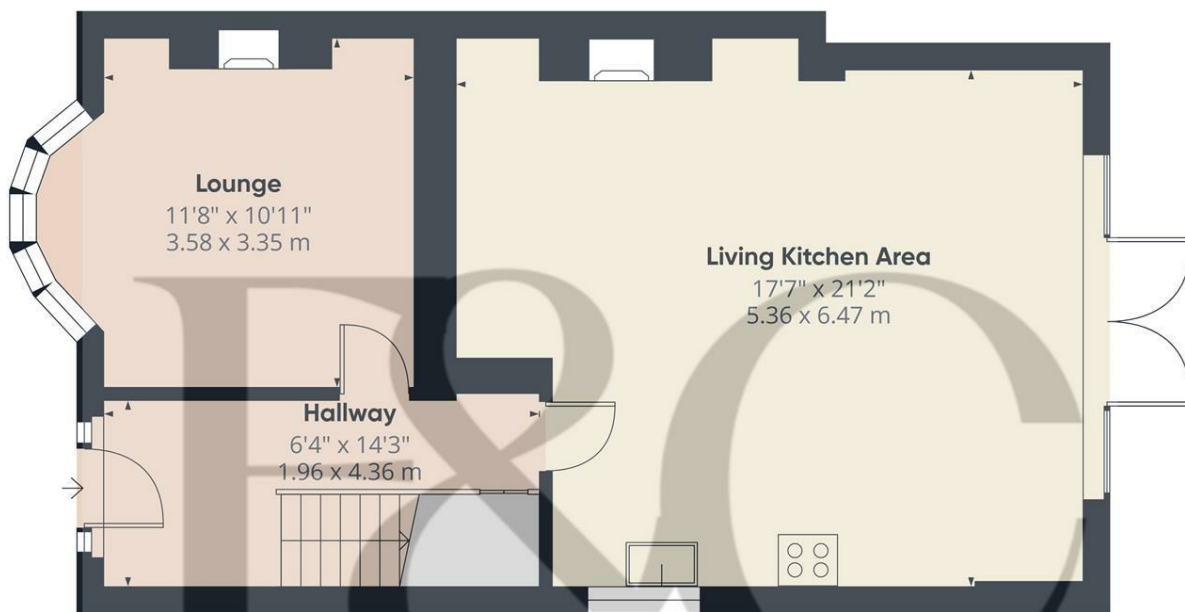 Lounge
11'8" x 10'11"
3.58 x 3.35 m
Living Kitchen Area
17'7" x 21'2"
5.36 x 6.47 m
Hallway
6'4" x 14'3"
1.96 x 4.36 m
F&C